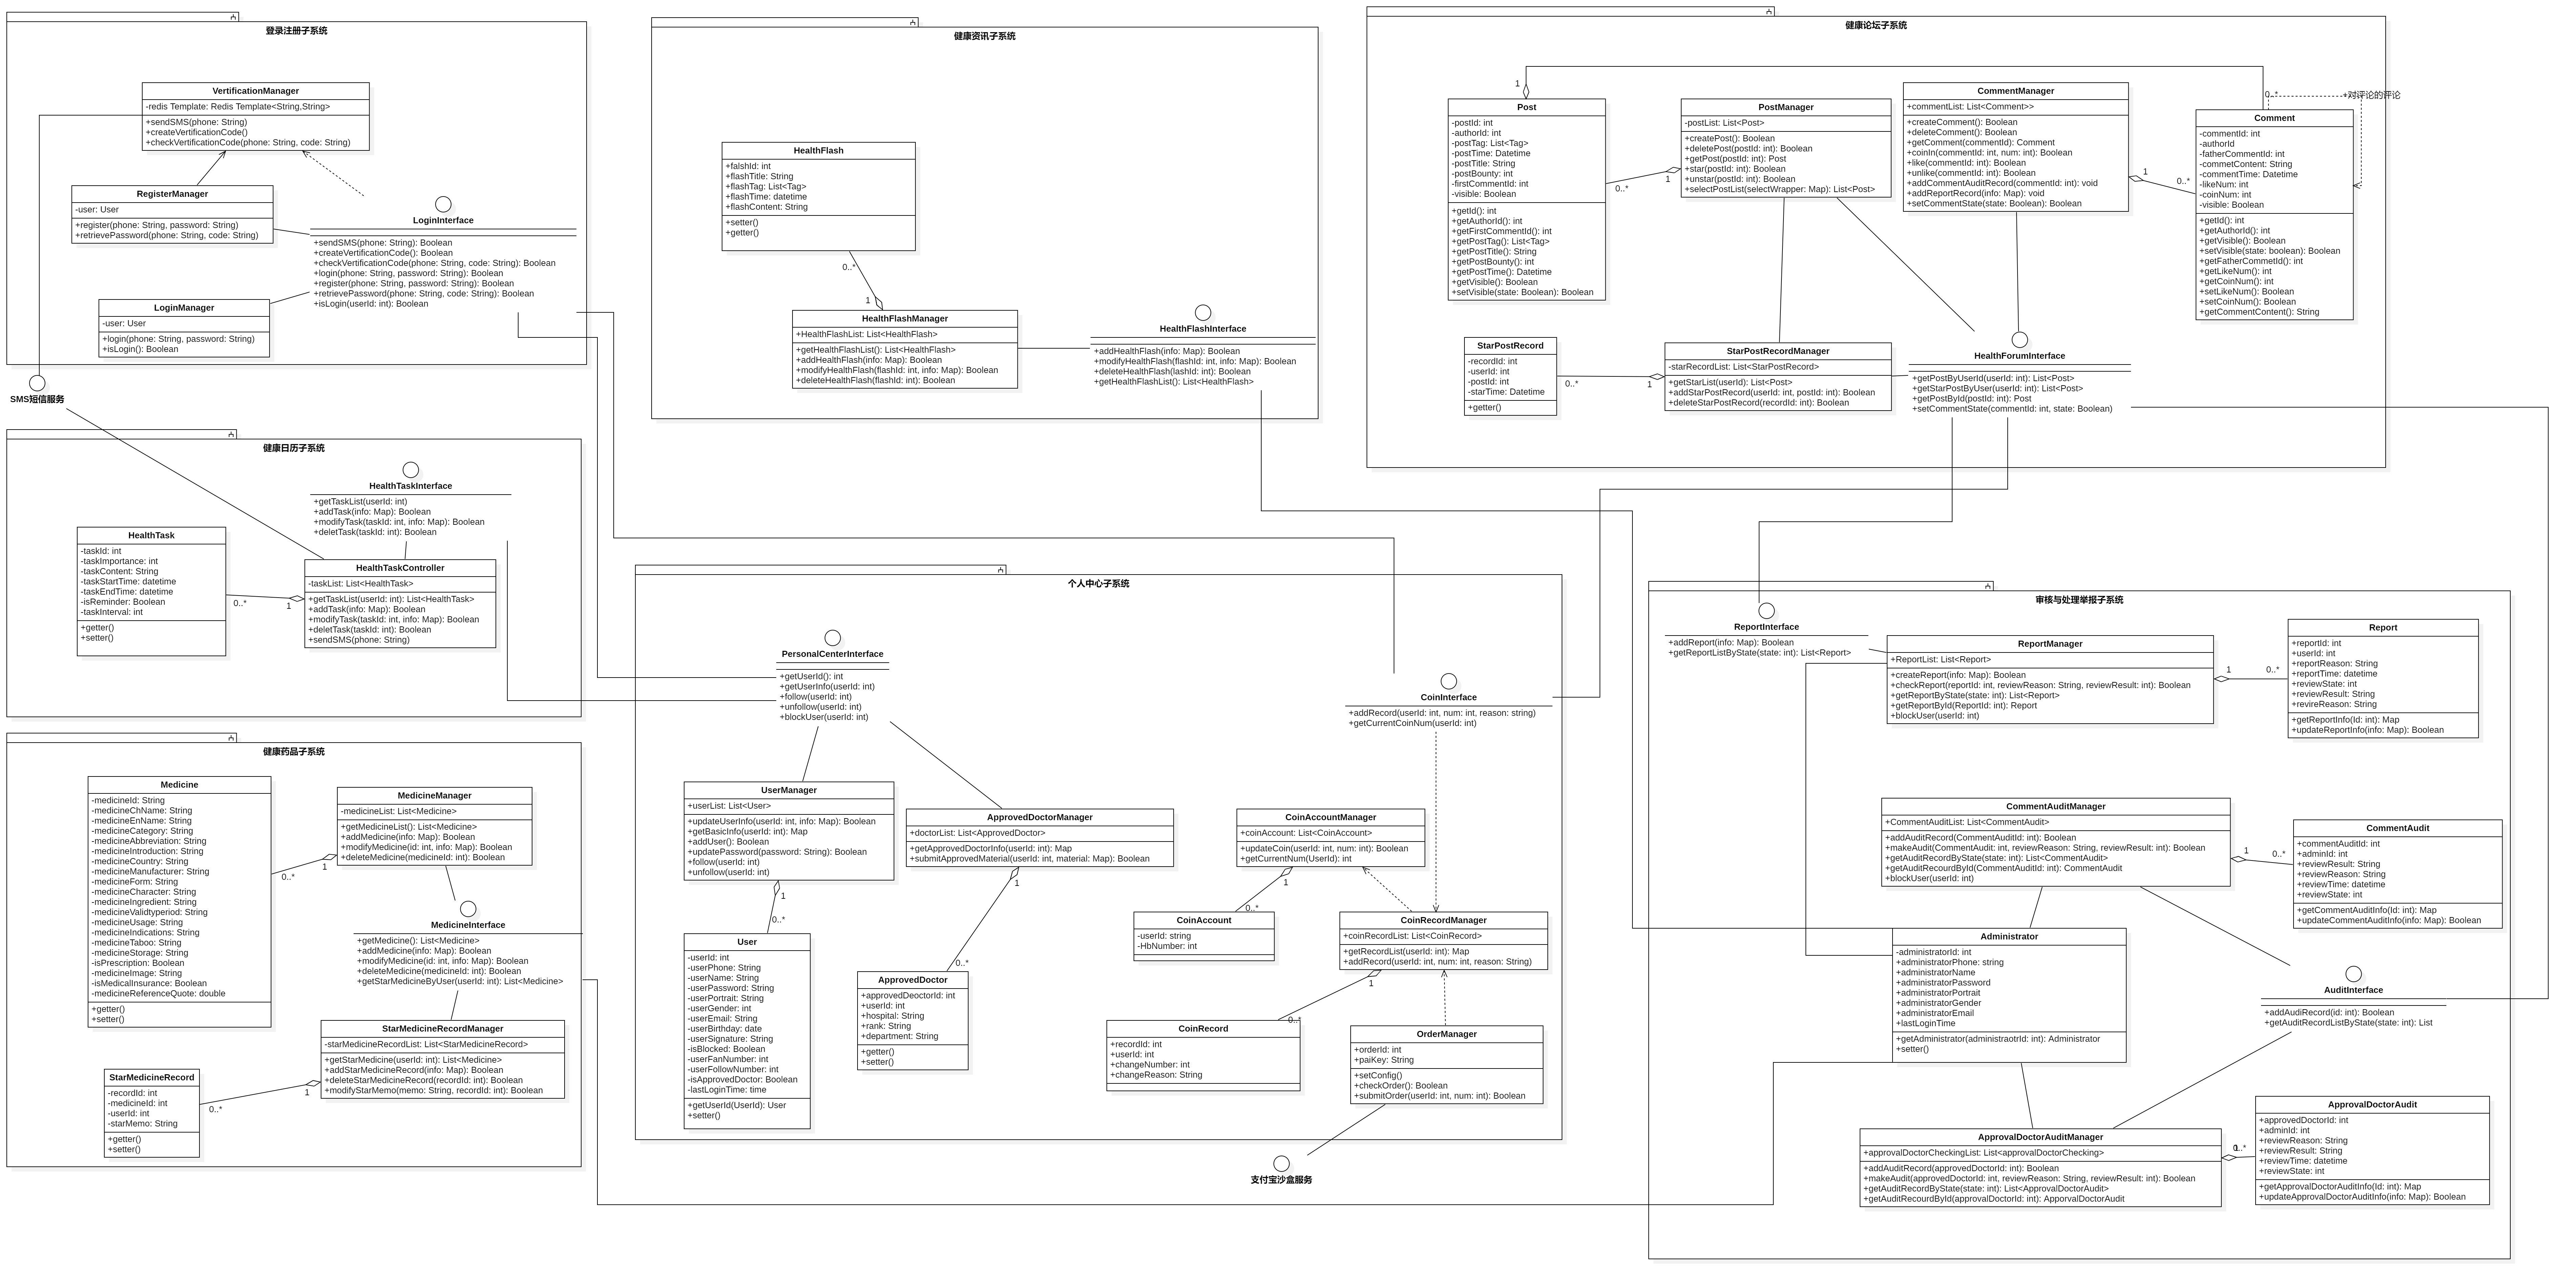 登录注册子系统
VertificationManager
-redis Template: Redis Template<String,String>
+sendSMS(phone: String)
+createVertificationCode()
+checkVertificationCode(phone: String, code: String)
RegisterManager
-user: User
+register(phone: String, password: String)
+retrievePassword(phone: String, code: String)
LoginInterface
+sendSMS(phone: String): Boolean
+createVertificationCode(): Boolean
+checkVertificationCode(phone: String, code: String): Boolean
+login(phone: String, password: String): Boolean
+register(phone: String, password: String): Boolean
+retrievePassword(phone: String, code: String): Boolean
+isLogin(userId: int): Boolean
LoginManager
-user: User
+login(phone: String, password: String)
+isLogin(): Boolean
SMS短信服务
健康资讯子系统
HealthFlash
+falshId: int
+flashTitle: String
+flashTag: List<Tag>
+flashTime: datetime
+flashContent: String
+setter()
+getter()
0..*
1
HealthFlashManager
+HealthFlashList: List<HealthFlash>
+getHealthFlashList(): List<HealthFlash>
+addHealthFlash(info: Map): Boolean
+modifyHealthFlash(flashId: int, info: Map): Boolean
+deleteHealthFlash(flashId: int): Boolean
HealthFlashInterface
+addHealthFlash(info: Map): Boolean
+modifyHealthFlash(flashId: int, info: Map): Boolean
+deleteHealthFlash(lashId: int): Boolean
+getHealthFlashList(): List<HealthFlash>
健康论坛子系统
1
Post
-postId: int
-authorId: int
-postTag: List<Tag>
-postTime: Datetime
-postTitle: String
-postBounty: int
-firstCommentId: int
-visible: Boolean
+getId(): int
+getAuthorId(): int
+getFirstCommentId(): int
+getPostTag(): List<Tag>
+getPostTitle(): String
+getPostBounty(): int
+getPostTime(): Datetime
+getVisible(): Boolean
+setVisible(state: Boolean): Boolean
0..*
1
PostManager
-postList: List<Post>
+createPost(): Boolean
+deletePost(postId: int): Boolean
+getPost(postId: int): Post
+star(postId: int): Boolean
+unstar(postId: int): Boolean
+selectPostList(selectWrapper: Map): List<Post>
CommentManager
+commentList: List<Comment>>
+createComment(): Boolean
+deleteComment(): Boolean
+getComment(commentId): Comment
+coinIn(commentId: int, num: int): Boolean
+like(commentId: int): Boolean
+unlike(commentId: int): Boolean
+addCommentAuditRecord(commentId: int): void
+addReportRecord(info: Map): void
+setCommentState(state: Boolean): Boolean
1
0..*
0..*
+对评论的评论
Comment
-commentId: int
-authorId
-fatherCommentId: int
-commetContent: String
-commentTime: Datetime
-likeNum: int
-coinNum: int
-visible: Boolean
+getId(): int
+getAuthorId(): int
+getVisible(): Boolean
+setVisible(state: boolean): Boolean
+getFatherCommetId(): int
+getLikeNum(): int
+getCoinNum(): int
+setLikeNum(): Boolean
+setCoinNum(): Boolean
+getCommentContent(): String
StarPostRecord
-recordId: int
-userId: int
-postId: int
-starTime: Datetime
+getter()
0..*
1
StarPostRecordManager
-starRecordList: List<StarPostRecord>
+getStarList(userId): List<Post>
+addStarPostRecord(userId: int, postId: int): Boolean
+deleteStarPostRecord(recordId: int): Boolean
HealthForumInterface
+getPostByUserId(userId: int): List<Post>
+getStarPostByUser(userId: int): List<Post>
+getPostById(postId: int): Post
+setCommentState(commentId: int, state: Boolean)
健康日历子系统
HealthTaskInterface
+getTaskList(userId: int)
+addTask(info: Map): Boolean
+modifyTask(taskId: int, info: Map): Boolean
+deletTask(taskId: int): Boolean
HealthTask
-taskId: int
-taskImportance: int
-taskContent: String
-taskStartTime: datetime
-taskEndTime: datetime
-isReminder: Boolean
-taskInterval: int
+getter()
+setter()
0..*
1
HealthTaskController
-taskList: List<HealthTask>
+getTaskList(userId: int): List<HealthTask>
+addTask(info: Map): Boolean
+modifyTask(taskId: int, info: Map): Boolean
+deletTask(taskId: int): Boolean
+sendSMS(phone: String)
健康药品子系统
Medicine
-medicineId: String
-medicineChName: String
-medicineEnName: String
-medicineCategory: String
-medicineAbbreviation: String
-medicineIntroduction: String
-medicineCountry: String
-medicineManufacturer: String
-medicineForm: String
-medicineCharacter: String
-medicineIngredient: String
-medicineValidtyperiod: String
-medicineUsage: String
-medicineIndications: String
-medicineTaboo: String
-medicineStorage: String
-isPrescription: Boolean
-medicineImage: String
-isMedicalInsurance: Boolean
-medicineReferenceQuote: double
+getter()
+setter()
0..*
1
MedicineManager
-medicineList: List<Medicine>
+getMedicineList(): List<Medicine>
+addMedicine(info: Map): Boolean
+modifyMedicine(id: int, info: Map): Boolean
+deleteMedicine(medicineId: int): Boolean
MedicineInterface
+getMedicine(): List<Medicine>
+addMedicine(info: Map): Boolean
+modifyMedicine(id: int, info: Map): Boolean
+deleteMedicine(medicineId: int): Boolean
+getStarMedicineByUser(userId: int): List<Medicine>
StarMedicineRecordManager
-starMedicineRecordList: List<StarMedicineRecord>
+getStarMedicine(userId: int): List<Medicine>
+addStarMedicineRecord(info: Map): Boolean
+deleteStarMedicineRecord(recordId: int): Boolean
+modifyStarMemo(memo: String, recordId: int): Boolean
1
0..*
StarMedicineRecord
-recordId: int
-medicineId: int
-userId: int
-starMemo: String
+getter()
+setter()
个人中心子系统
PersonalCenterInterface
+getUserId(): int
+getUserInfo(userId: int)
+follow(userId: int)
+unfollow(userId: int)
+blockUser(userId: int)
CoinInterface
+addRecord(userId: int, num: int, reason: string)
+getCurrentCoinNum(userId: int)
UserManager
+userList: List<User>
+updateUserInfo(userId: int, info: Map): Boolean
+getBasicInfo(userId: int): Map
+addUser(): Boolean
+updatePassword(password: String): Boolean
+follow(userId: int)
+unfollow(userId: int)
1
0..*
User
-userId: int
-userPhone: String
-userName: String
-userPassword: String
-userPortrait: String
-userGender: int
-userEmail: String
-userBirthday: date
-userSignature: String
-isBlocked: Boolean
-userFanNumber: int
-userFollowNumber: int
-isApprovedDoctor: Boolean
-lastLoginTime: time
+getUserId(UserId): User
+setter()
ApprovedDoctorManager
+doctorList: List<ApprovedDoctor>
+getApprovedDoctorInfo(userId: int): Map
+submitApprovedMaterial(userId: int, material: Map): Boolean
1
0..*
ApprovedDoctor
+approvedDeoctorId: int
+userId: int
+hospital: String
+rank: String
+department: String
+getter()
+setter()
CoinAccountManager
+coinAccount: List<CoinAccount>
+updateCoin(userId: int, num: int): Boolean
+getCurrentNum(UserId): int
1
0..*
CoinAccount
-userId: string
-HbNumber: int
CoinRecordManager
+coinRecordList: List<CoinRecord>
+getRecordList(userId: int): Map
+addRecord(userId: int, num: int, reason: String)
1
0..*
CoinRecord
+recordId: int
+userId: int
+changeNumber: int
+changeReason: String
OrderManager
+orderId: int
+paiKey: String
+setConfig()
+checkOrder(): Boolean
+submitOrder(userId: int, num: int): Boolean
支付宝沙盒服务
审核与处理举报子系统
ReportInterface
+addReport(info: Map): Boolean
+getReportListByState(state: int): List<Report>
ReportManager
+ReportList: List<Report>
+createReport(info: Map): Boolean
+checkReport(reportId: int, reviewReason: String, reviewResult: int): Boolean
+getReportByState(state: int): List<Report>
+getReportById(ReportId: int): Report
+blockUser(userId: int)
1
0..*
Report
+reportId: int
+userId: int
+reportReason: String
+reportTime: datetime
+reviewState: int
+reviewResult: String
+revireReason: String
+getReportInfo(Id: int): Map
+updateReportInfo(info: Map): Boolean
CommentAuditManager
+CommentAuditList: List<CommentAudit>
+addAuditRecord(CommentAuditId: int): Boolean
+makeAudit(CommentAudit: int, reviewReason: String, reviewResult: int): Boolean
+getAuditRecordByState(state: int): List<CommentAudit>
+getAuditRecourdById(CommentAuditId: int): CommentAudit
+blockUser(userId: int)
1
0..*
CommentAudit
+commentAuditId: int
+adminId: int
+reviewResult: String
+reviewReason: String
+reviewTime: datetime
+reviewState: int
+getCommentAuditInfo(Id: int): Map
+updateCommentAuditInfo(info: Map): Boolean
Administrator
-administratorId: int
+administratorPhone: string
+administratorName
+administratorPassword
+administratorPortrait
+administratorGender
+administratorEmail
+lastLoginTime
+getAdministrator(administraotrId: int): Administrator
+setter()
AuditInterface
+addAudiRecord(id: int): Boolean
+getAuditRecordListByState(state: int): List
ApprovalDoctorAuditManager
+approvalDoctorCheckingList: List<approvalDoctorChecking>
+addAuditRecord(approvedDoctorId: int): Boolean
+makeAudit(approvedDoctorId: int, reviewReason: String, reviewResult: int): Boolean
+getAuditRecordByState(state: int): List<ApprovalDoctorAudit>
+getAuditRecourdById(approvalDoctorId: int): ApporvalDoctorAudit
1
0..*
ApprovalDoctorAudit
+approvedDoctorId: int
+adminId: int
+reviewReason: String
+reviewResult: String
+reviewTime: datetime
+reviewState: int
+getApprovalDoctorAuditInfo(Id: int): Map
+updateApprovalDoctorAuditInfo(info: Map): Boolean